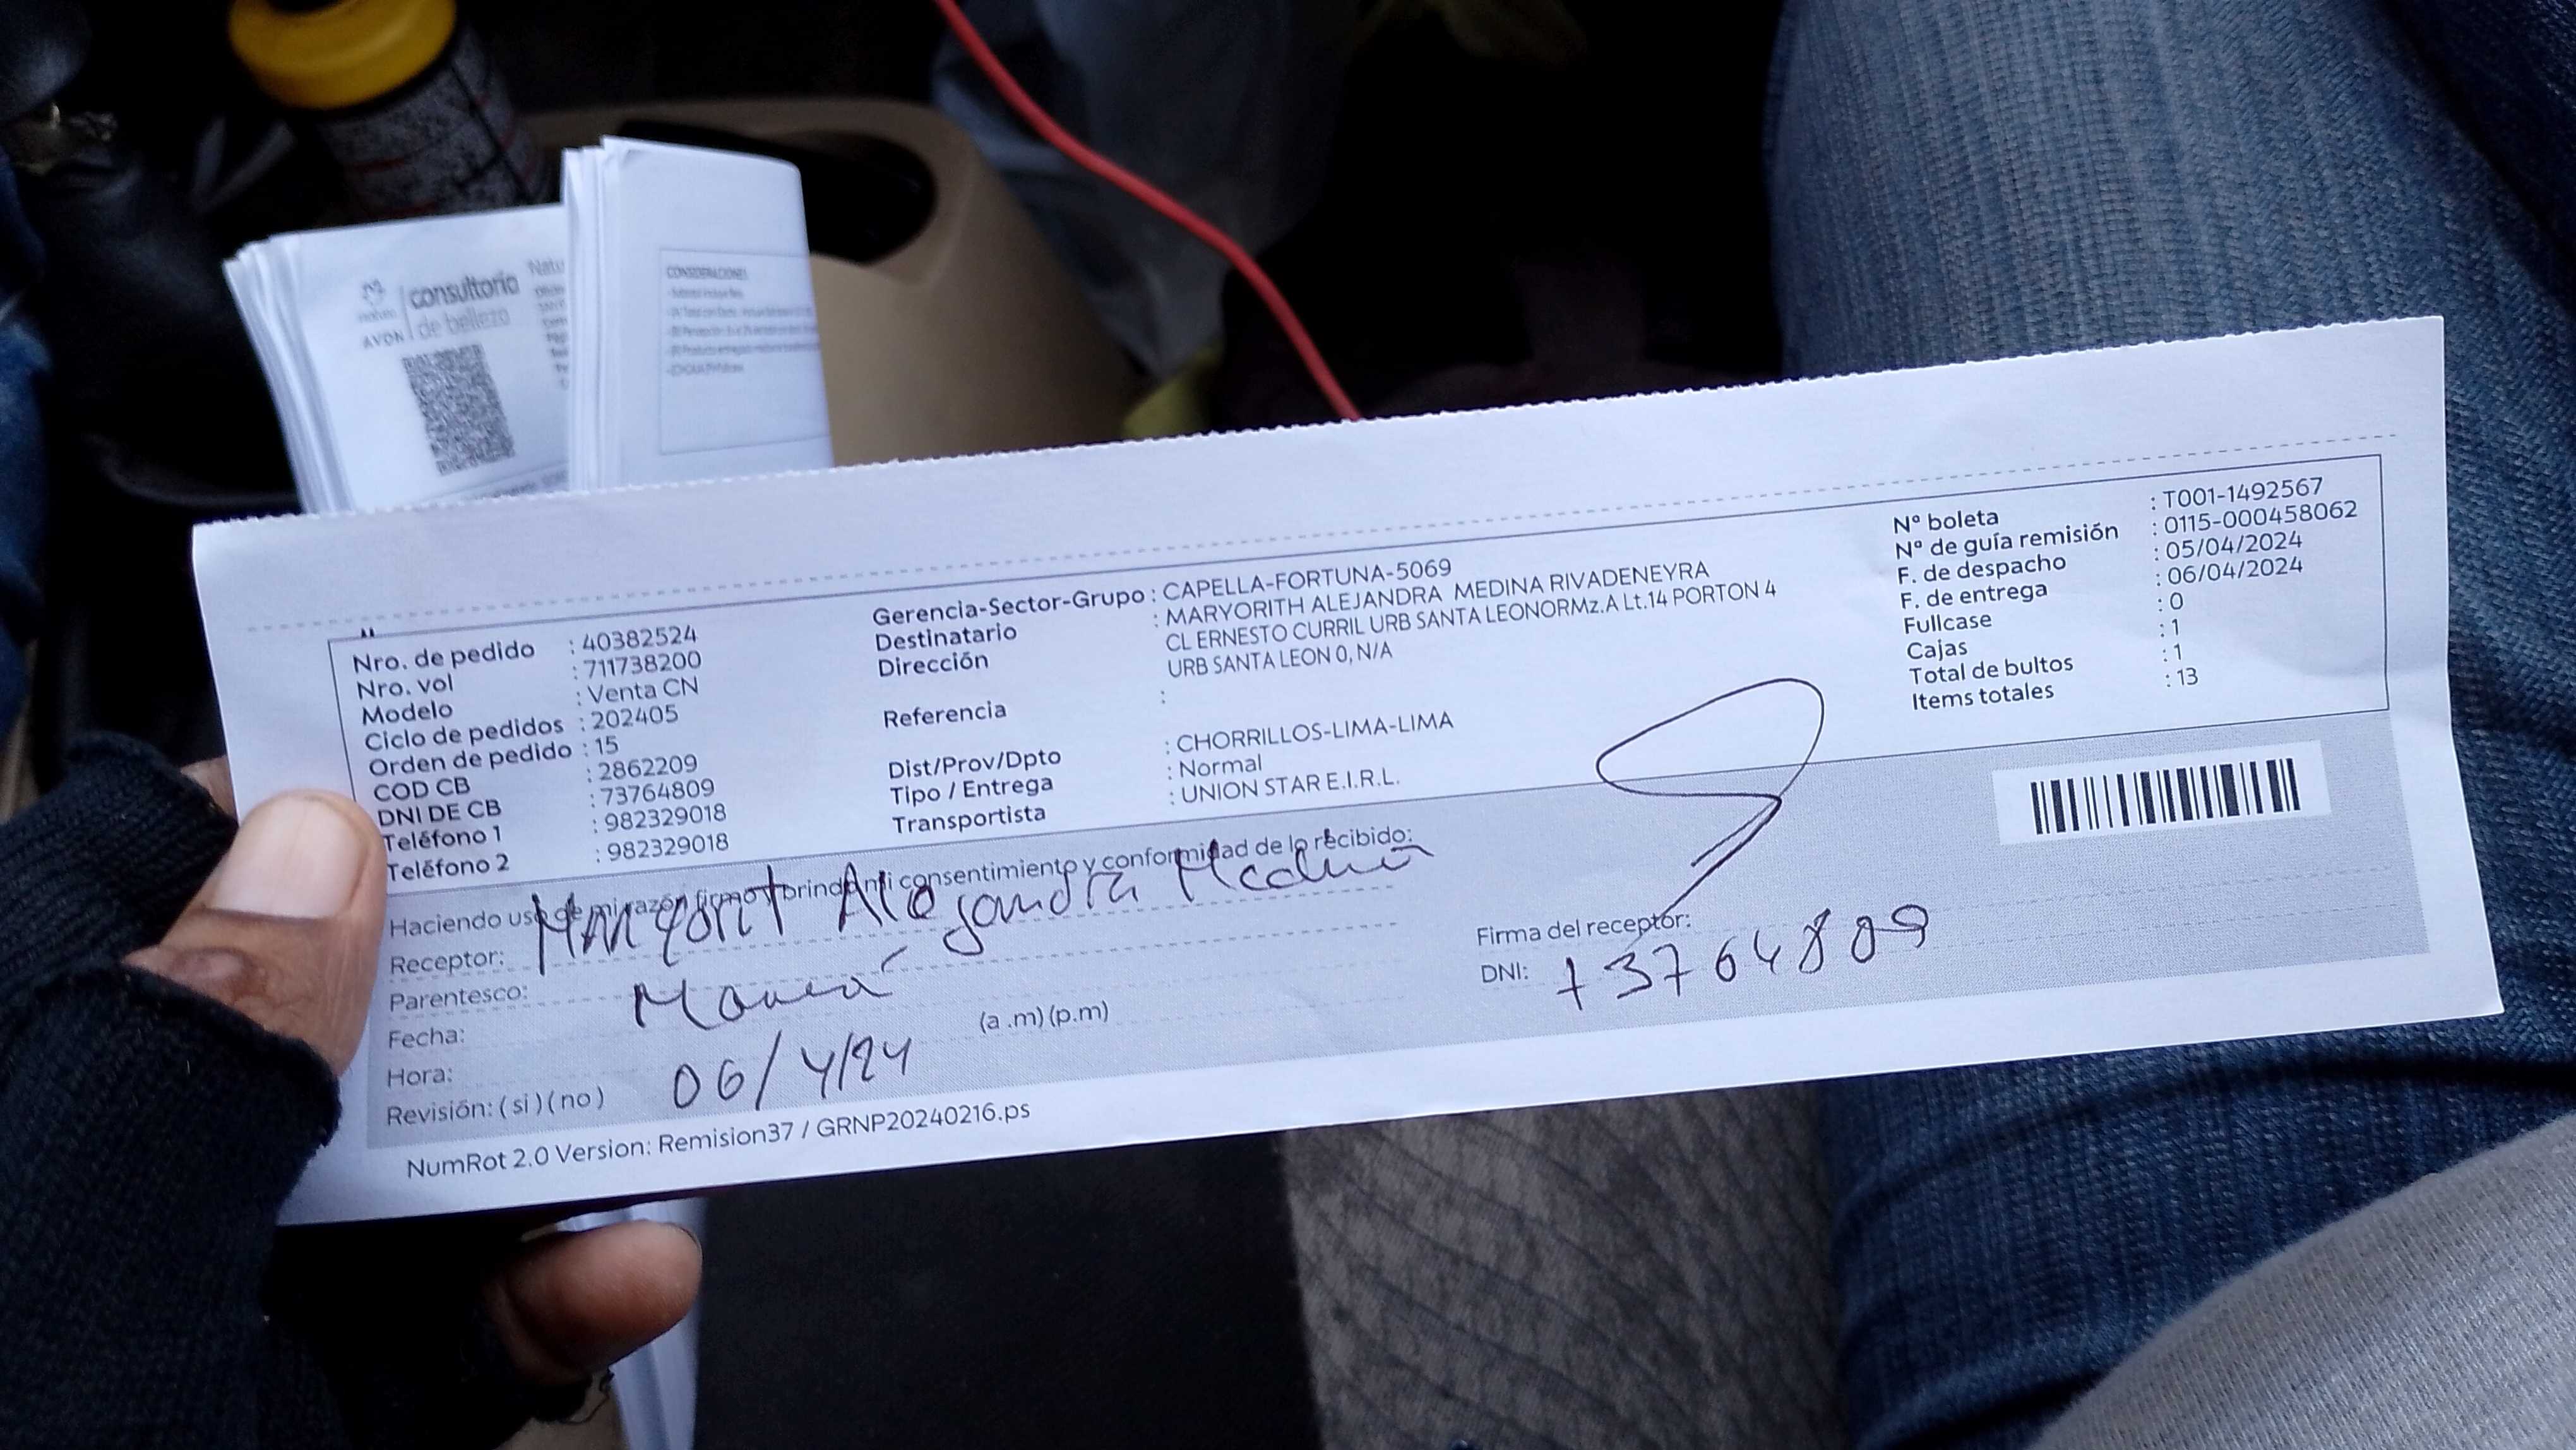 consultoria
de belleza
Natu
AVON
CONSIDERACIONES
Nro. de pedido : 40382524
Nro. vol : 711738200
Modelo : Venta CN
Ciclo de pedidos : 202405
Orden de pedido : 15
COD CB : 2862209
DNI DE CB : 73764809
Teléfono 1 : 982329018
Teléfono 2 : 982329018
Gerencia-Sector-Grupo : CAPELLA-FORTUNA-5069
Destinatario : MARYORITH ALEJANDRA MEDINA RIVADENEYRA
Dirección CL ERNESTO CURRIL URB SANTA LEONORMz.A Lt.14 PORTON 4
URB SANTA LEON 0, N/A
Referencia :
Dist/Prov/Dpto : CHORRILLOS-LIMA-LIMA
Tipo / Entrega : Normal
Transportista : UNION STAR E.I.R.L.
Nº boleta : T001-1492567
Nº de guía remisión : 0115-000458062
F. de despacho : 05/04/2024
F. de entrega : 06/04/2024
Fullcase : 0
Cajas : 1
Total de bultos : 1
Items totales : 13
Haciendo uso de mi razón firmo y brindo mi consentimiento y conformidad de lo recibido:
Receptor: Alejandra Medina
Parentesco:
Fecha:
Hora: (a .m) (p.m)
06/4/24
Revisión: ( si ) ( no )
Firma del receptor:
DNI: 73764809
NumRot 2.0 Version: Remision37 / GRNP20240216.ps